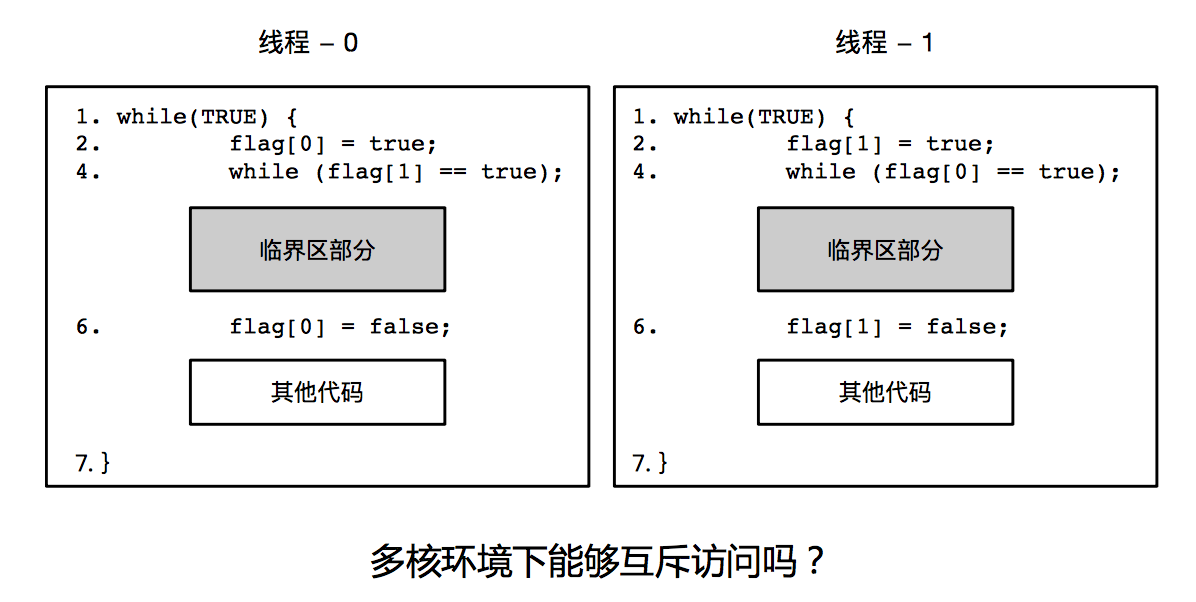 线程 – 0
1. while(TRUE) {
2. flag[0] = true;
4. while (flag[1] == true);
临界区部分
6. flag[0] = false;
其他代码
7. }
线程 – 1
1. while(TRUE) {
2. flag[1] = true;
4. while (flag[0] == true);
临界区部分
6. flag[1] = false;
其他代码
7. }
多核环境下能够互斥访问吗？